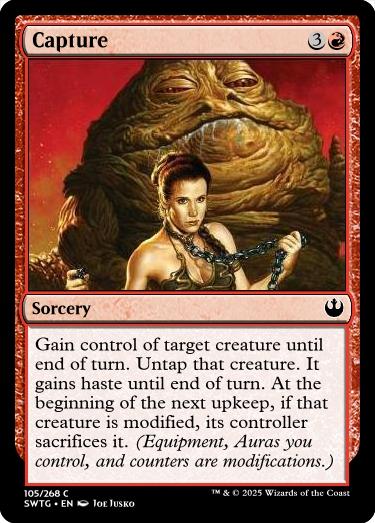 Capture 3
Sorcery
Gain control of target creature until
end of turn. Untap that creature. It
gains haste until end of turn. At the
beginning of the next upkeep, if that
creature is modified, its controller
sacrifices it. (Equipment, Auras you
control, and counters are modifications.)
105/268 C
SWTG • EN Joe Jusko
™ & © 2025 Wizards of the Coast